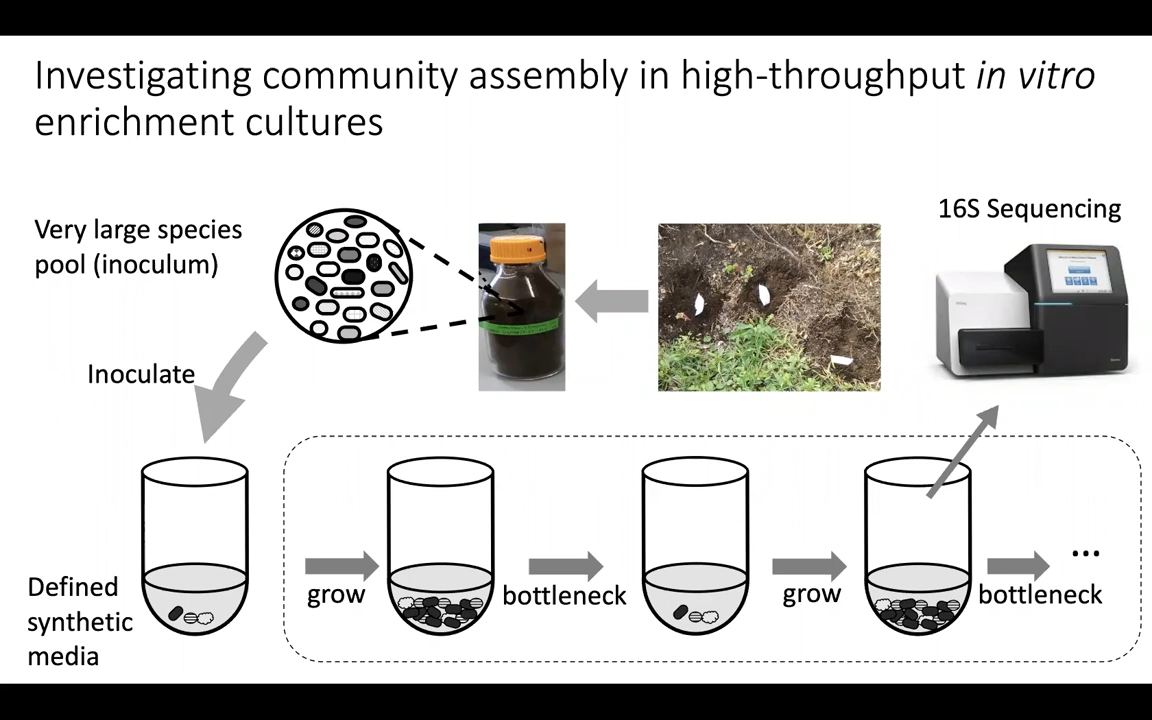 Investigating community assembly in high-throughput in vitro
enrichment cultures
Very large species
pool (inoculum)
16S Sequencing
Inoculate
Defined
synthetic
media
grow
bottleneck
grow
bottleneck
...